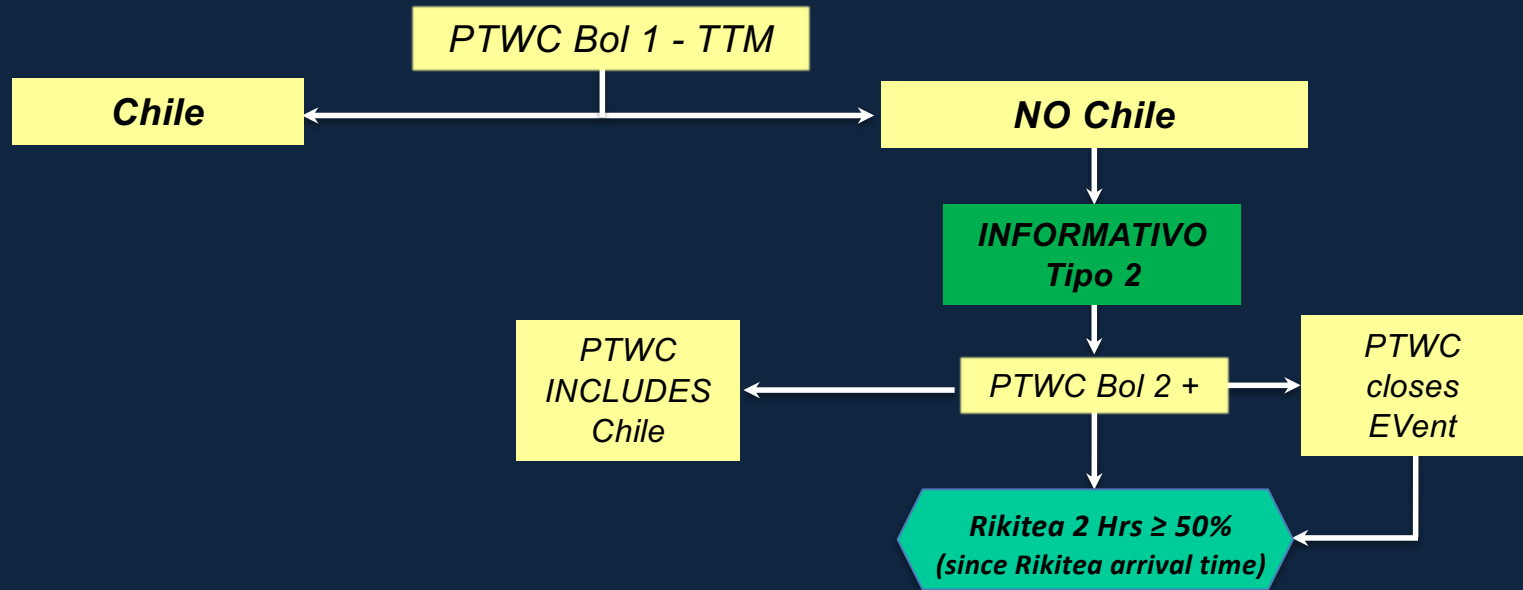 PTWC Bol 1 - TTM
Chile
NO Chile
INFORMATIVO
Tipo 2
PTWC
INCLUDES
Chile
PTWC Bol 2 +
PTWC
closes
EVent
Rikitea 2 Hrs ≥ 50%
(since Rikitea arrival time)